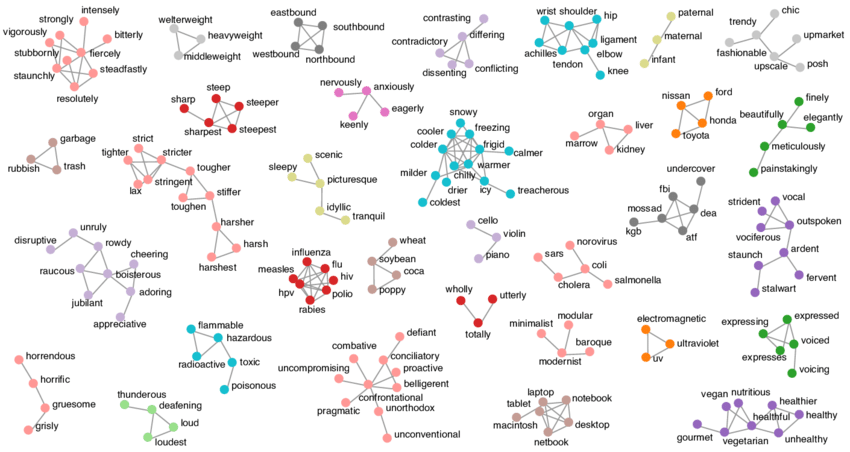 intensely
strongly
vigorously
bitterly
stubbornly
fiercely
staunchly
steadfastly
resolutely
welterweight
heavyweight
middleweight
eastbound
southbound
westbound
northbound
contrasting
differing
contradictory
dissenting
conflicting
wrist shoulder
hip
ligament
achilles
elbow
tendon
knee
paternal
maternal
infant
chic
trendy
upmarket
fashionable
upscale
posh
steep
sharp
steeper
sharpest
steepest
nervously
anxiously
eagerly
keenly
snowy
cooler
freezing
colder
frigid
calmer
warmer
milder
chilly
drier
icy
treacherous
coldest
organ
liver
marrow
kidney
nissan
ford
honda
toyota
finely
beautifully
elegantly
meticulously
painstakingly
garbage
rubbish
trash
strict
tighter
stricter
tougher
lax
stringent
stiffer
toughen
harsher
harsh
harshest
scenic
sleepy
picturesque
idyllic
tranquil
undercover
fbi
mossad
dea
kgb
atf
vocal
strident
outspoken
vociferous
staunch
ardent
fervent
stalwart
unruly
disruptive
rowdy
cheering
raucous
boisterous
adoring
jubilant
appreciative
influenza
flu
measles
hiv
hpv
polio
rabies
wheat
soybean
coca
poppy
cello
violin
piano
norovirus
sars
coli
cholera
salmonella
wholly
utterly
totally
flammable
hazardous
radioactive
toxic
poisonous
defiant
combative
conciliatory
uncompromising
proactive
belligerent
confrontational
pragmatic
unorthodox
unconventional
modular
minimalist
baroque
modernist
electromagnetic
ultraviolet
uv
expressed
expressing
voiced
expresses
voicing
horrendous
horrific
gruesome
grisly
thunderous
deafening
loud
loudest
laptop
notebook
tablet
macintosh
desktop
netbook
vegan
nutritious
healthier
healthful
healthy
gourmet
vegetarian
unhealthy